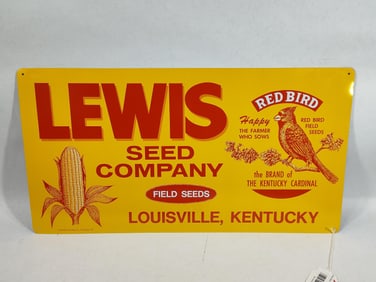 LEWIS
SEED
COMPANY
FIELD SEEDS
LOUISVILLE, KENTUCKY
RED BIRD
Happy
THE FARMER
WHO SOWS
RED BIRD
FIELD
SEEDS
the BRAND of
THE KENTUCKY CARDINAL